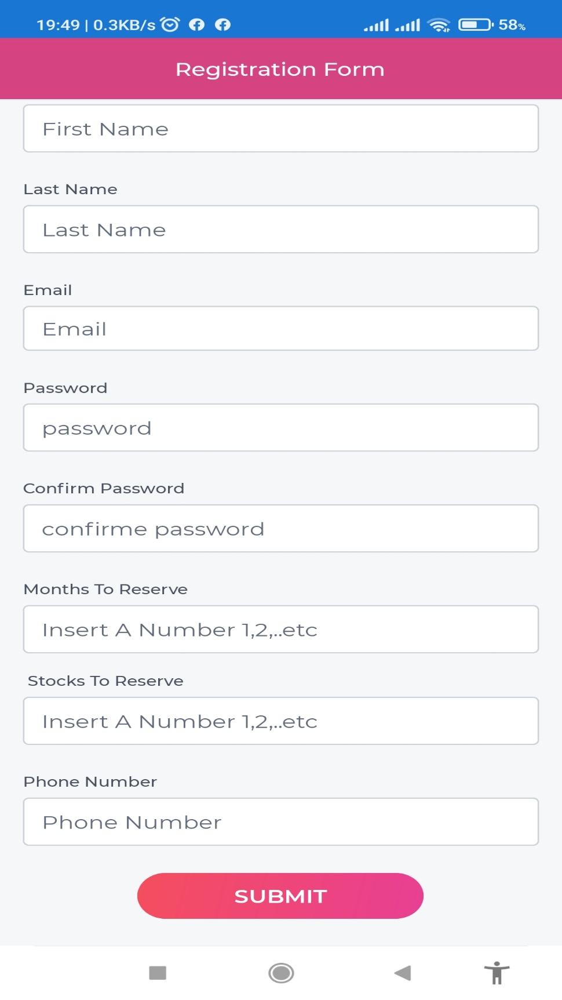 19:49 | 0.3KB/s 58%
Registration Form
First Name
Last Name
Last Name
Email
Email
Password
password
Confirm Password
confirme password
Months To Reserve
Insert A Number 1,2,..etc
Stocks To Reserve
Insert A Number 1,2,..etc
Phone Number
Phone Number
SUBMIT